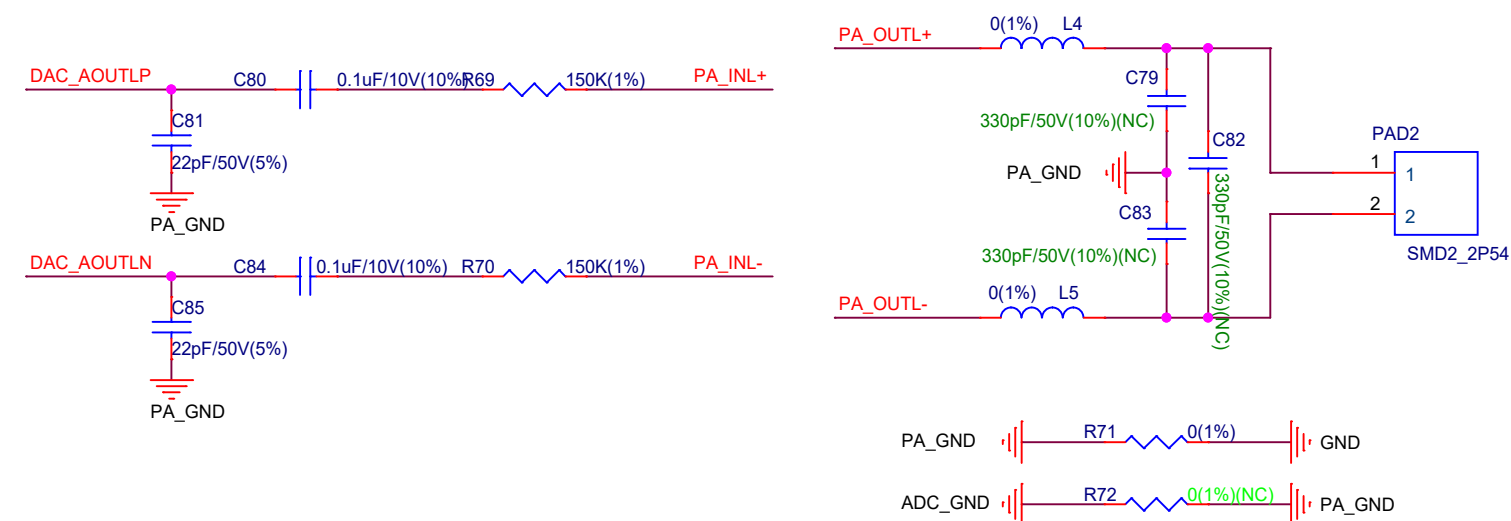 DAC_AOUTLP
C80
0.1uF/10V(10%)
R69
150K(1%)
PA_INL+
C81
22pF/50V(5%)
PA_GND
DAC_AOUTLN
C84
0.1uF/10V(10%)
R70
150K(1%)
PA_INL-
C85
22pF/50V(5%)
PA_GND
PA_OUTL+
0(1%)
L4
C79
330pF/50V(10%)(NC)
C82
330pF/50V(10%)(NC)
PA_GND
C83
330pF/50V(10%)(NC)
PA_OUTL-
0(1%)
L5
PAD2
1
1
2
2
SMD2_2P54
PA_GND
R71
0(1%)
GND
ADC_GND
R72
0(1%)(NC)
PA_GND